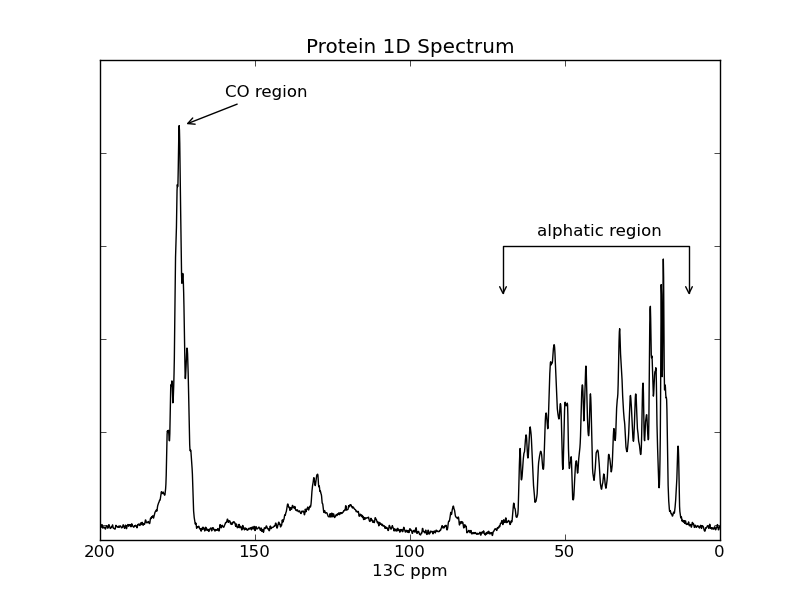 Protein 1D Spectrum
CO region
alphatic region
200 150 100 50 0
13C ppm